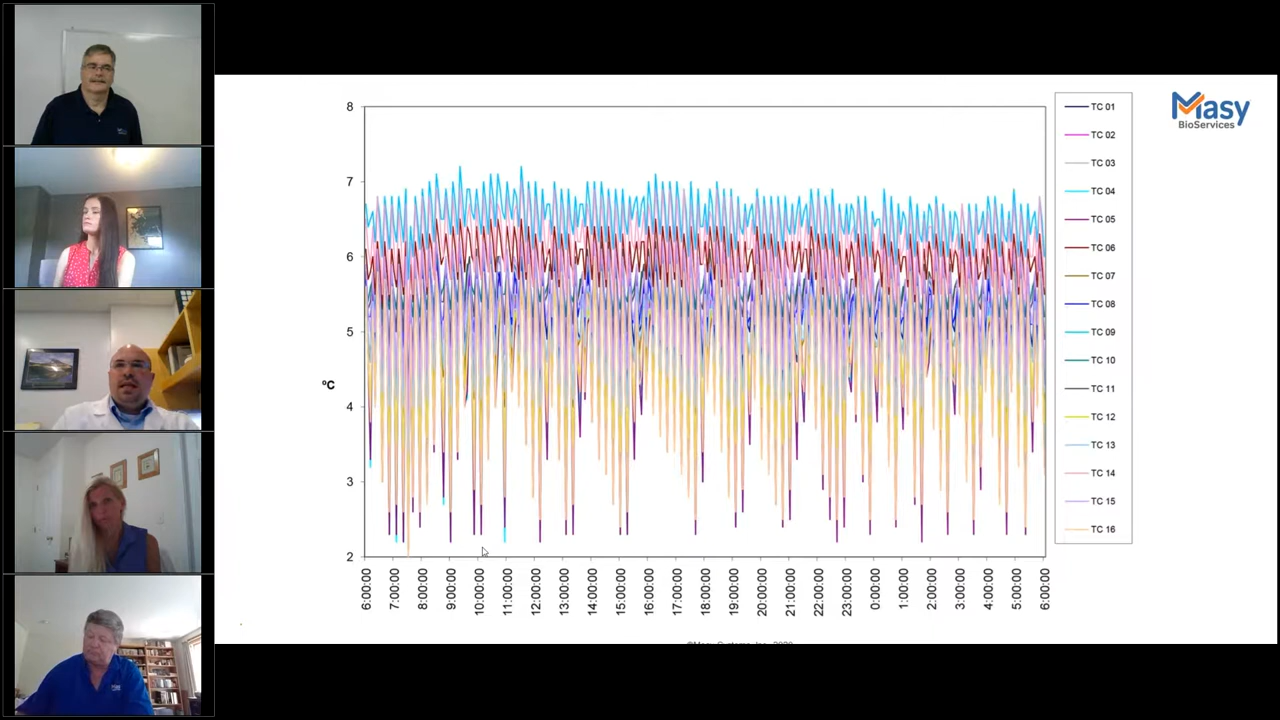 Masy
BioServices
8
7
6
5
4
3
2
ºC
6:00:00
7:00:00
8:00:00
9:00:00
10:00:00
11:00:00
12:00:00
13:00:00
14:00:00
15:00:00
16:00:00
17:00:00
18:00:00
19:00:00
20:00:00
21:00:00
22:00:00
23:00:00
0:00:00
1:00:00
2:00:00
3:00:00
4:00:00
5:00:00
6:00:00
TC 01
TC 02
TC 03
TC 04
TC 05
TC 06
TC 07
TC 08
TC 09
TC 10
TC 11
TC 12
TC 13
TC 14
TC 15
TC 16